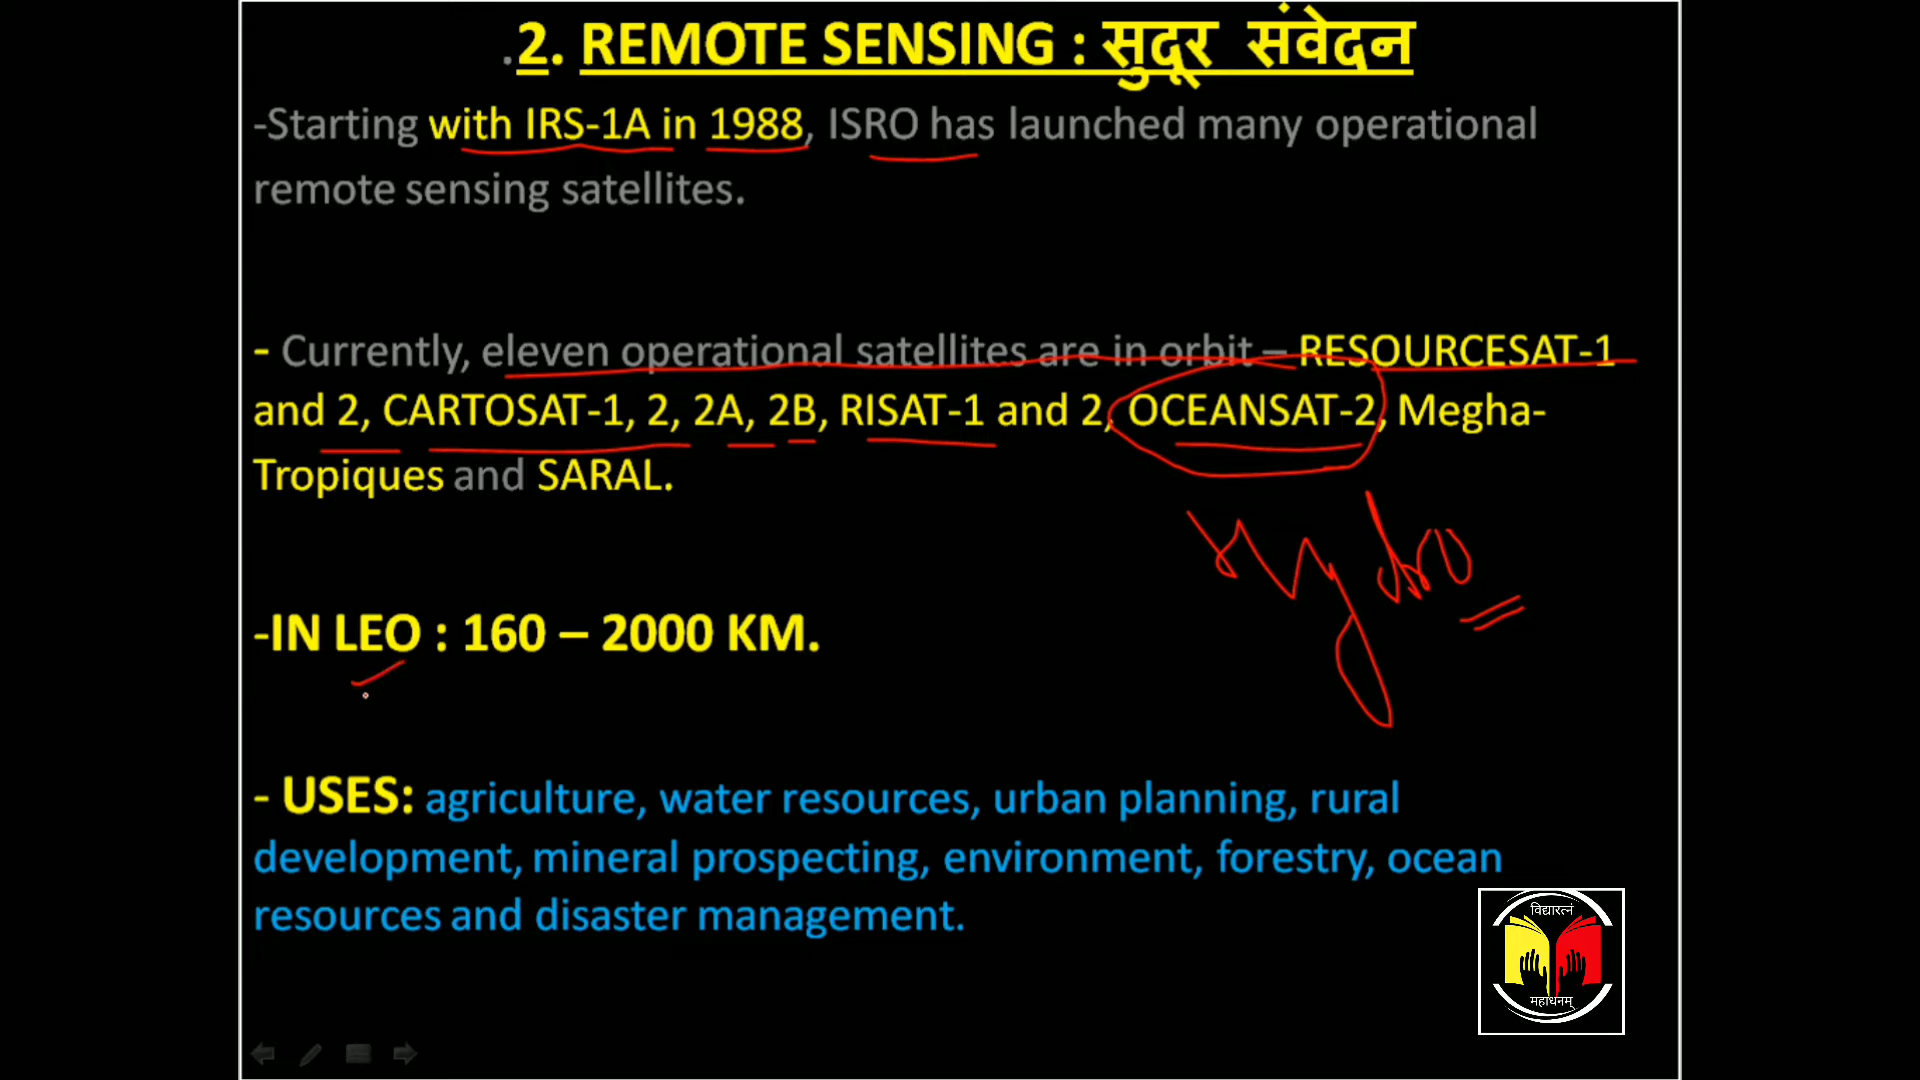 .2. REMOTE SENSING : सुदूर संवेदन
-Starting with IRS-1A in 1988, ISRO has launched many operational
remote sensing satellites.
- Currently, eleven operational satellites are in orbit – RESOURCESAT-1
and 2, CARTOSAT-1, 2, 2A, 2B, RISAT-1 and 2, OCEANSAT-2, Megha-
Tropiques and SARAL.
Hydro
-IN LEO : 160 – 2000 KM.
- USES: agriculture, water resources, urban planning, rural
development, mineral prospecting, environment, forestry, ocean
resources and disaster management.
विद्यारत्नं
महाधनम्